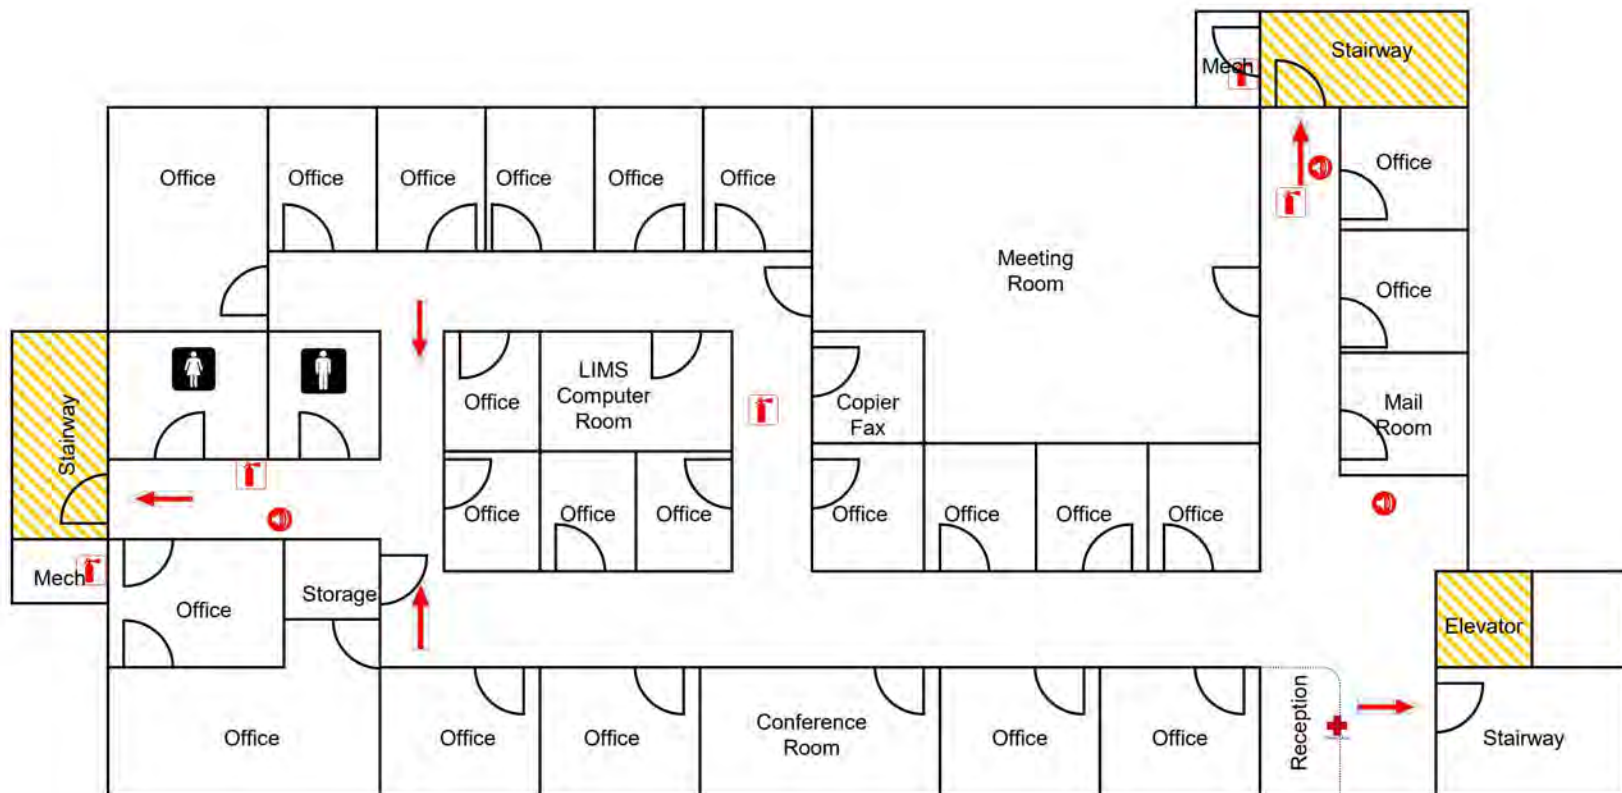 Stairway
Mech
Office
Office
Office
Office
Office
Office
Office
Meeting
Room
Office
Stairway
Office
LIMS
Computer
Room
Copier
Fax
Mail
Room
Office
Office
Office
Office
Office
Office
Office
Mech
Office
Storage
Elevator
Office
Office
Office
Conference
Room
Office
Office
Reception
Stairway